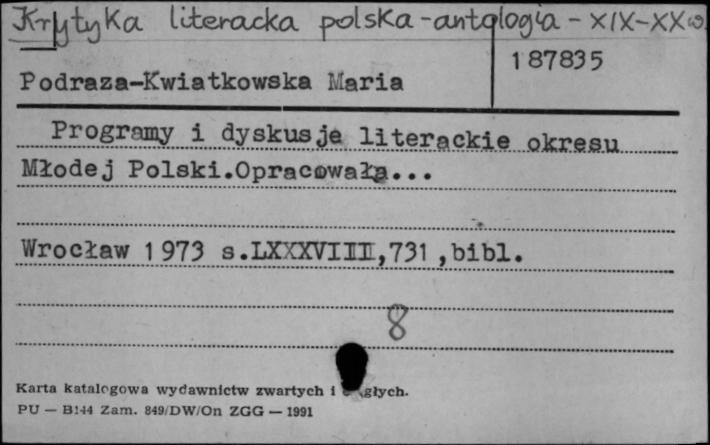 Krytyka literacka polska - antologia - XIX-XX w.
187835
Podraza-Kwiatkowska Maria
Programy i dyskusje literackie okresu
Młodej Polski.Opracowała...
Wrocław 1973 s.LXXXVIII,731,bibl.
8
Karta katalogowa wydawnictw zwartych i głych.
PU — B144 Zam. 849/DW/On ZGG — 1991